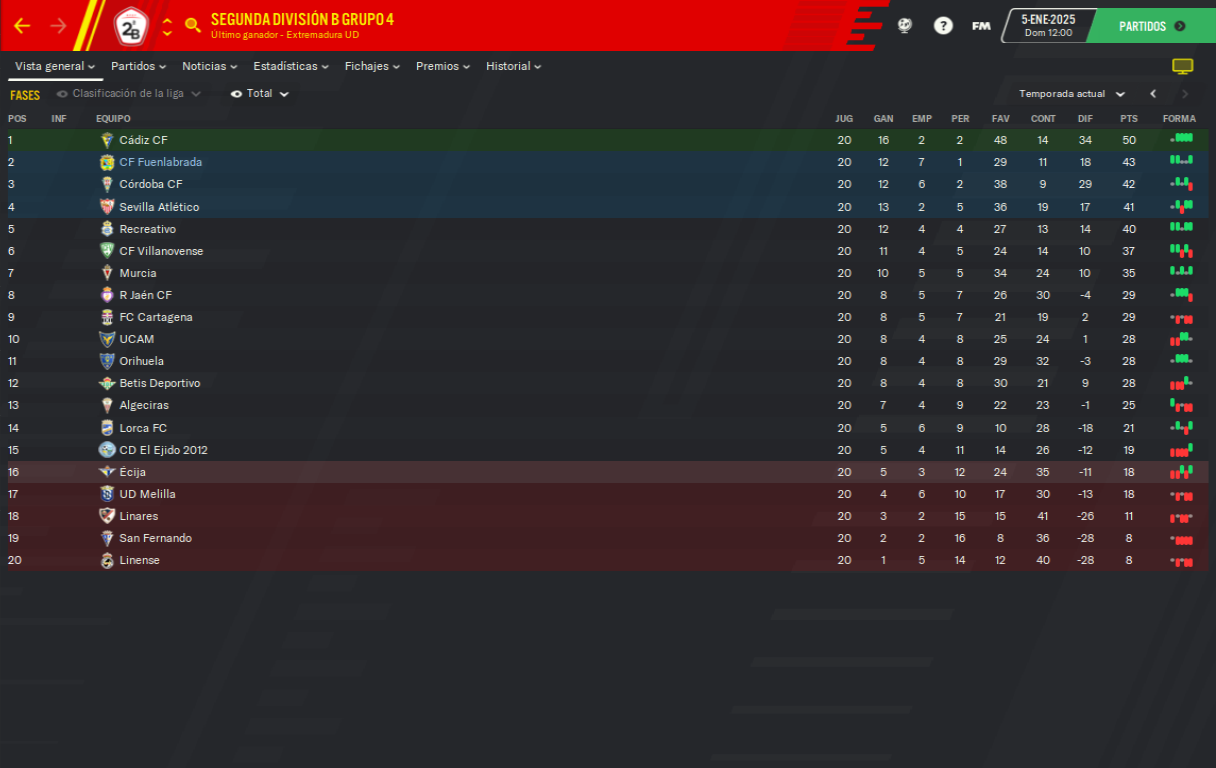 SEGUNDA DIVISIÓN B GRUPO 4
Último ganador - Extremadura UD
2ªB
? FM 5-ENE-2025 PARTIDOS
Dom 12:00
Vista general Partidos Noticias Estadísticas Fichajes Premios Historial
FASES Clasificación de la liga Total Temporada actual
POS INF EQUIPO JUG GAN EMP PER FAV CONT DIF PTS FORMA
1 Cádiz CF 20 16 2 2 48 14 34 50
2 CF Fuenlabrada 20 12 7 1 29 11 18 43
3 Córdoba CF 20 12 6 2 38 9 29 42
4 Sevilla Atlético 20 13 2 5 36 19 17 41
5 Recreativo 20 12 4 4 27 13 14 40
6 CF Villanovense 20 11 4 5 24 14 10 37
7 Murcia 20 10 5 5 34 24 10 35
8 R Jaén CF 20 8 5 7 26 30 -4 29
9 FC Cartagena 20 8 5 7 21 19 2 29
10 UCAM 20 8 4 8 25 24 1 28
11 Orihuela 20 8 4 8 29 32 -3 28
12 Betis Deportivo 20 8 4 8 30 21 9 28
13 Algeciras 20 7 4 9 22 23 -1 25
14 Lorca FC 20 5 6 9 10 28 -18 21
15 CD El Ejido 2012 20 5 4 11 14 26 -12 19
16 Écija 20 5 3 12 24 35 -11 18
17 UD Melilla 20 4 6 10 17 30 -13 18
18 Linares 20 3 2 15 15 41 -26 11
19 San Fernando 20 2 2 16 8 36 -28 8
20 Linense 20 1 5 14 12 40 -28 8